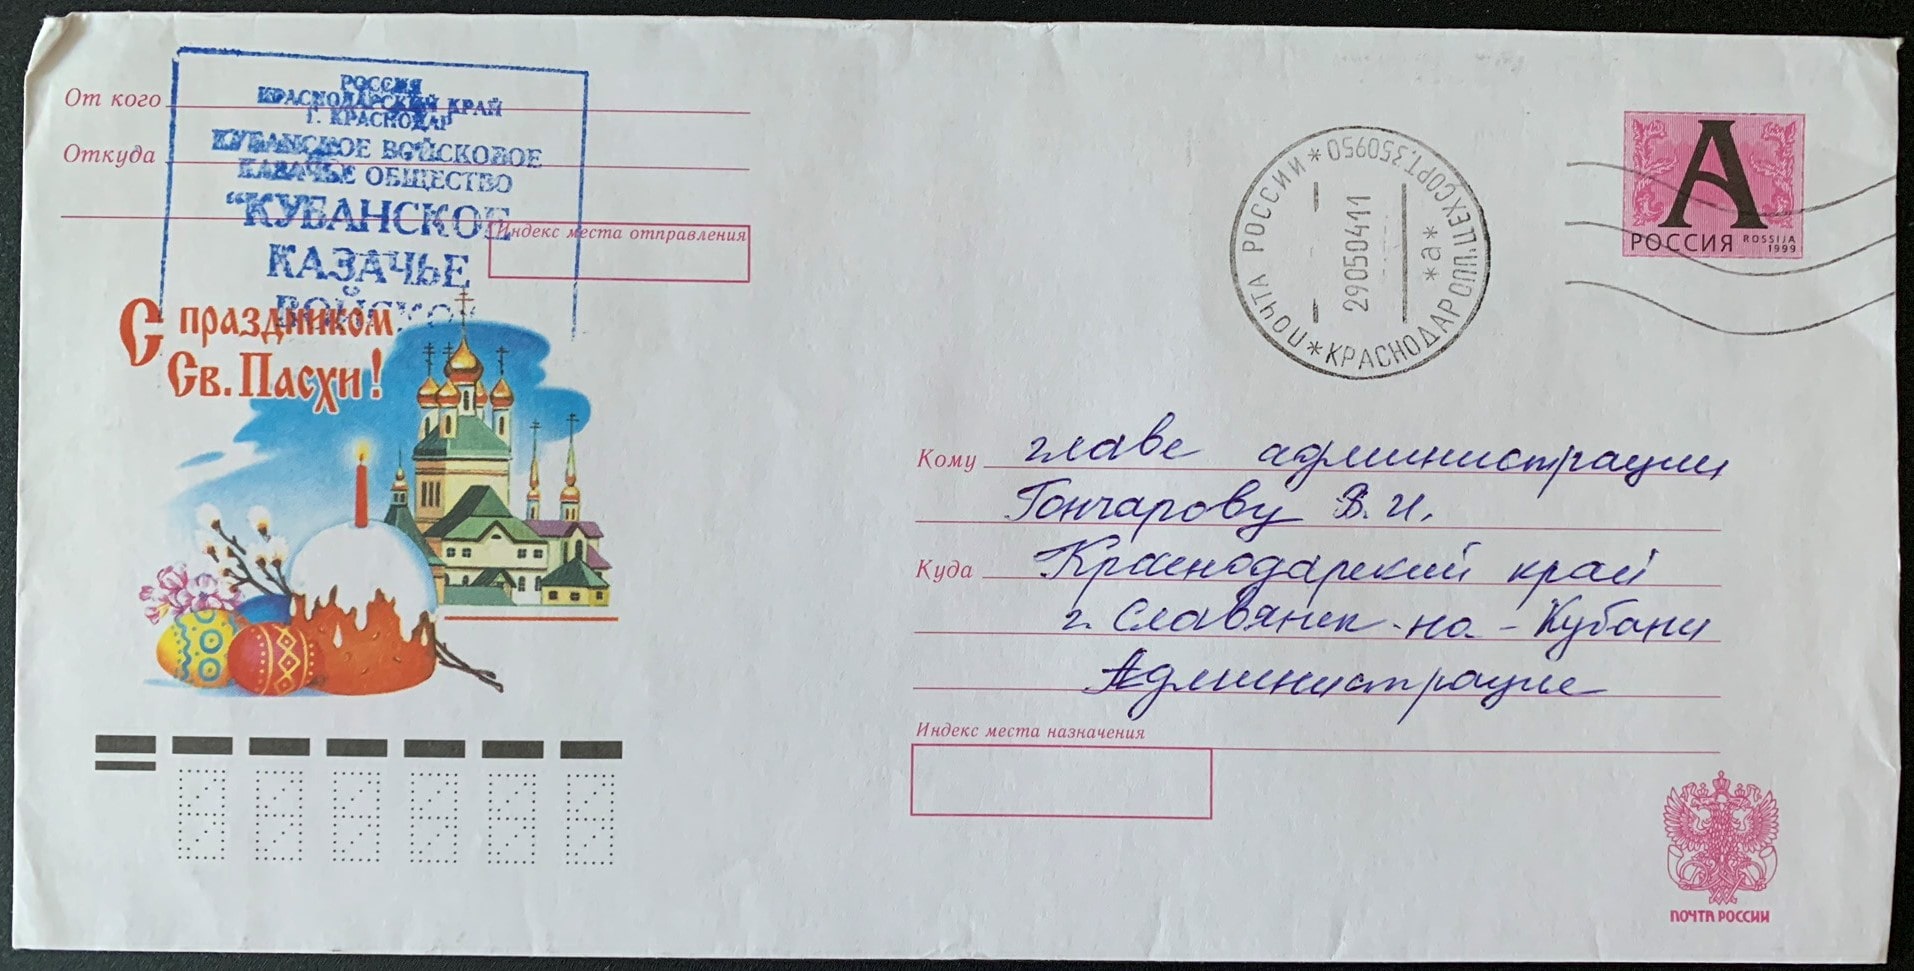 РОССИЯ
КРАСНОДАРСКИЙ КРАЙ
Г. КРАСНОДАР
КУБАНСКОЕ ВОЙСКОВОЕ
КАЗАЧЬЕ ОБЩЕСТВО
"КУБАНСКОЕ
КАЗАЧЬЕ
ВОЙСКО"
От кого
Откуда
Индекс места отправления
С праздником
Св. Пасхи!
*ПОЧТА РОССИИ*
*КРАСНОДАР ОПП.ЦЕХ СОРТ.350950
29050411
*а*
А
РОССИЯ ROSSIJA
1999
Кому главе администрации
Гончарову В. И.
Куда Краснодарский край
г. Славянск-на-Кубани
Администрация
Индекс места назначения
ПОЧТА РОССИИ